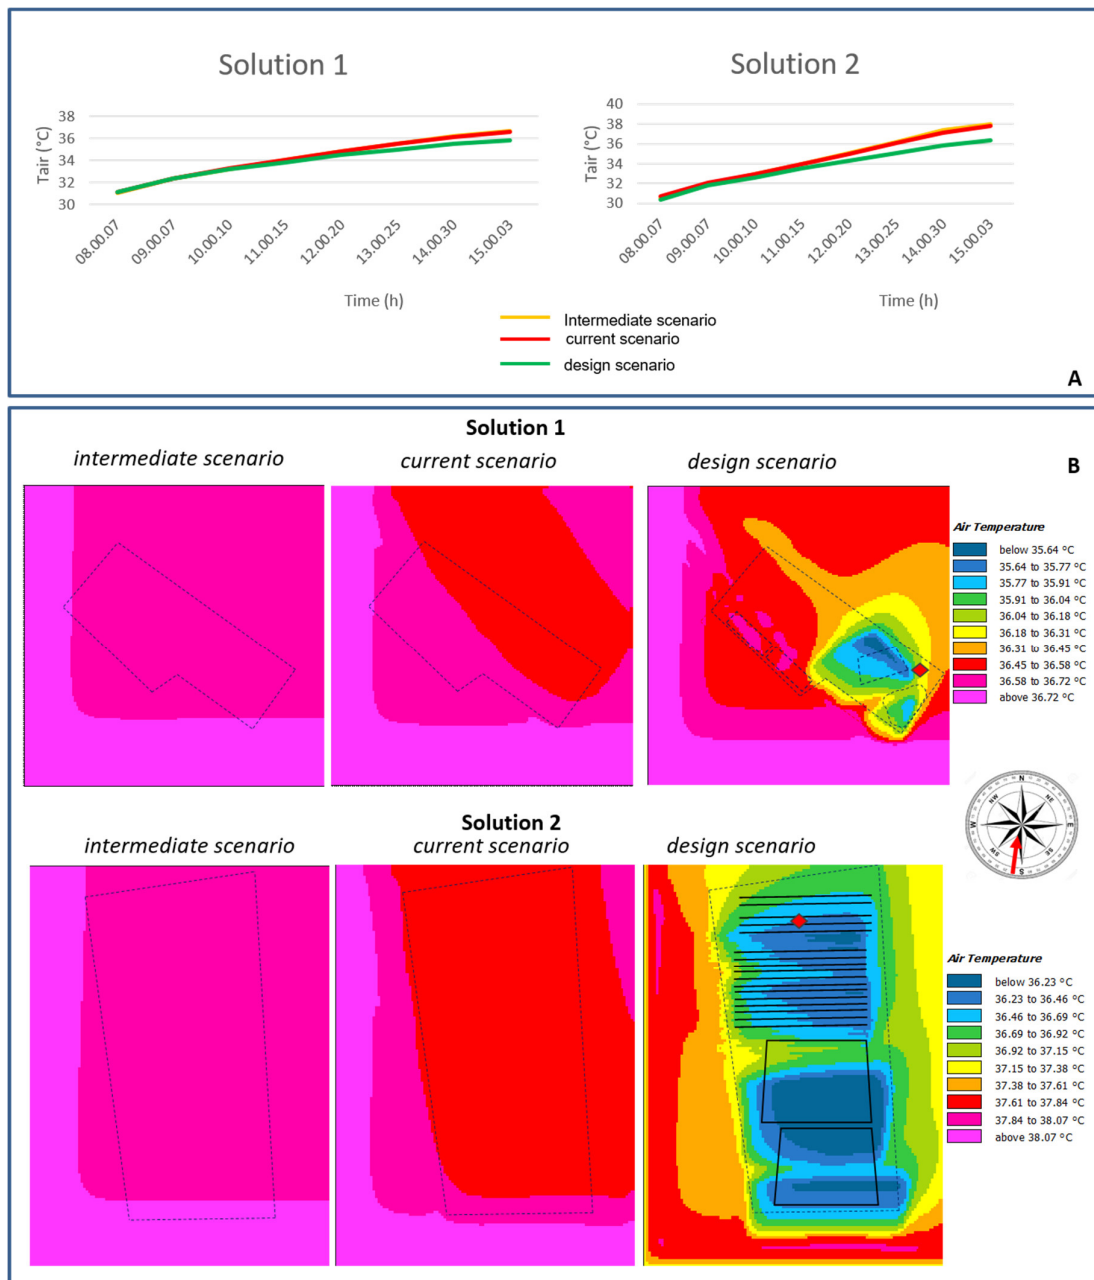 Solution 1
Solution 2
Tair (°C)
38
36
34
32
30
08.00.07
09.00.07
10.00.10
11.00.15
12.00.20
13.00.25
14.00.30
15.00.03
Time (h)
Tair (°C)
40
38
36
34
32
30
08.00.07
09.00.07
10.00.10
11.00.15
12.00.20
13.00.25
14.00.30
15.00.03
Time (h)
Intermediate scenario
current scenario
design scenario
A
Solution 1
intermediate scenario
current scenario
design scenario
B
Air Temperature
below 35.64 °C
35.64 to 35.77 °C
35.77 to 35.91 °C
35.91 to 36.04 °C
36.04 to 36.18 °C
36.18 to 36.31 °C
36.31 to 36.45 °C
36.45 to 36.58 °C
36.58 to 36.72 °C
above 36.72 °C
N
NE
E
SE
S
SW
W
NW
Solution 2
intermediate scenario
current scenario
design scenario
Air Temperature
below 36.23 °C
36.23 to 36.46 °C
36.46 to 36.69 °C
36.69 to 36.92 °C
36.92 to 37.15 °C
37.15 to 37.38 °C
37.38 to 37.61 °C
37.61 to 37.84 °C
37.84 to 38.07 °C
above 38.07 °C